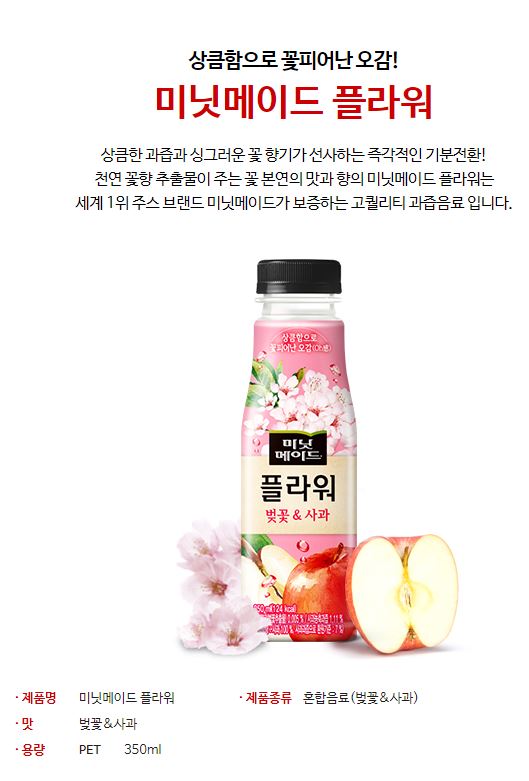 상큼함으로 꽃피어난 오감!
미닛메이드 플라워
상큼한 과즙과 싱그러운 꽃 향기가 선사하는 즉각적인 기분전환!
천연 꽃향 추출물이 주는 꽃 본연의 맛과 향의 미닛메이드 플라워는
세계 1위 주스 브랜드 미닛메이드가 보증하는 고퀄리티 과즙음료 입니다.
상큼함으로
꽃피어난 오감
미닛
메이드
플라워
벚꽃 & 사과
350 ml(124 kcal)
· 제품명 미닛메이드 플라워 · 제품종류 혼합음료(벚꽃&사과)
· 맛 벚꽃&사과
· 용량 PET 350ml